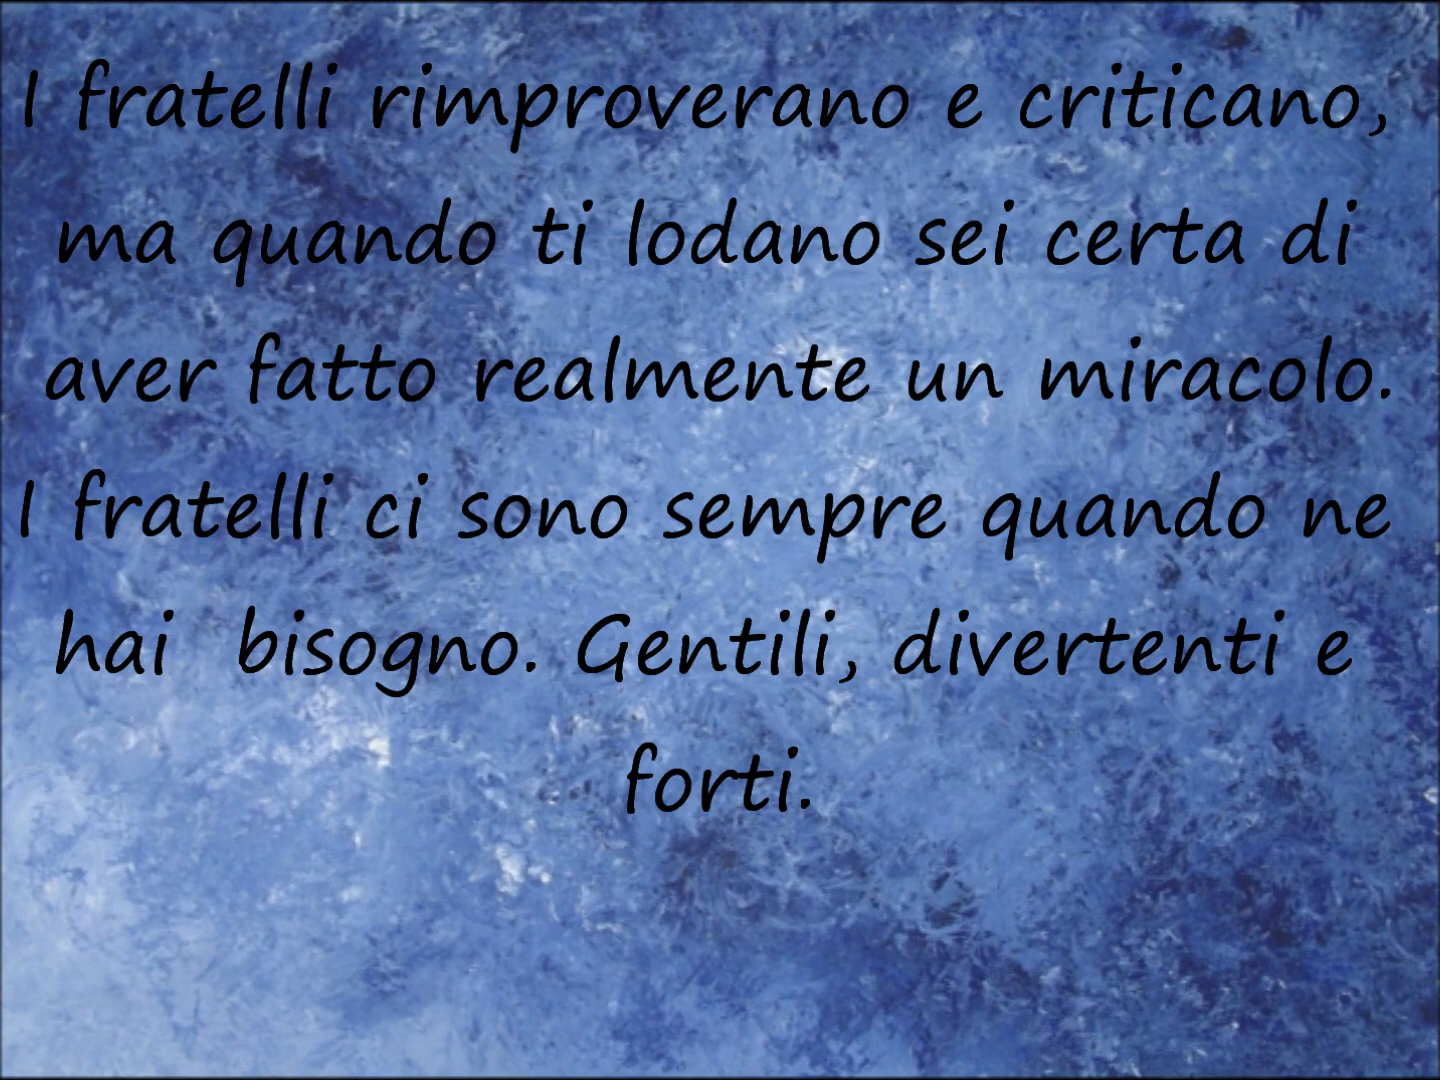 I fratelli rimproverano e criticano,
ma quando ti lodano sei certa di
aver fatto realmente un miracolo.
I fratelli ci sono sempre quando ne
hai  bisogno. Gentili, divertenti e
forti.